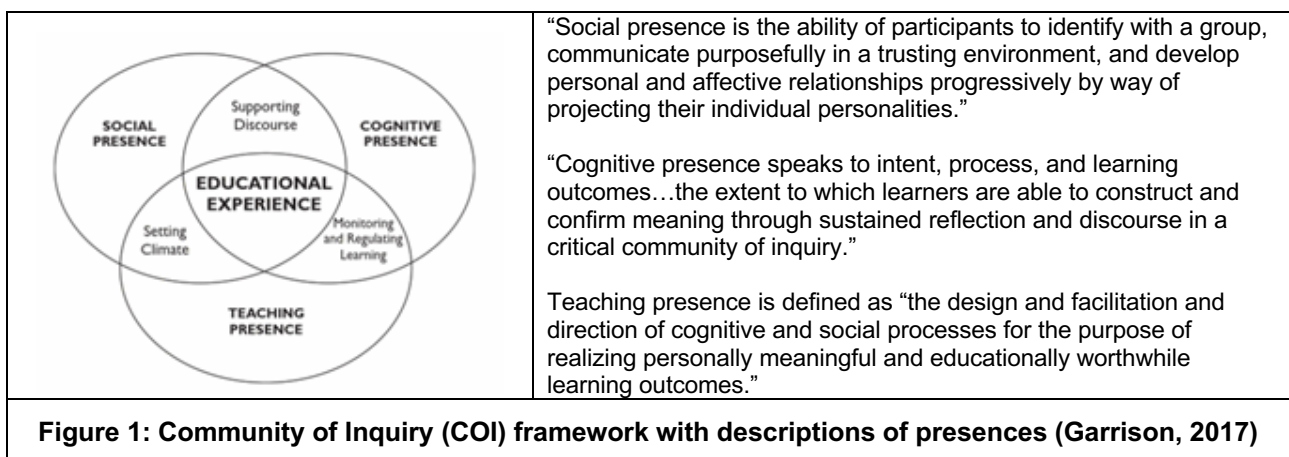 SOCIAL
PRESENCE
Supporting
Discourse
COGNITIVE
PRESENCE
EDUCATIONAL
EXPERIENCE
Setting
Climate
Monitoring
and Regulating
Learning
TEACHING
PRESENCE
“Social presence is the ability of participants to identify with a group,
communicate purposefully in a trusting environment, and develop
personal and affective relationships progressively by way of
projecting their individual personalities.”
“Cognitive presence speaks to intent, process, and learning
outcomes…the extent to which learners are able to construct and
confirm meaning through sustained reflection and discourse in a
critical community of inquiry.”
Teaching presence is defined as “the design and facilitation and
direction of cognitive and social processes for the purpose of
realizing personally meaningful and educationally worthwhile
learning outcomes.”
Figure 1: Community of Inquiry (COI) framework with descriptions of presences (Garrison, 2017)